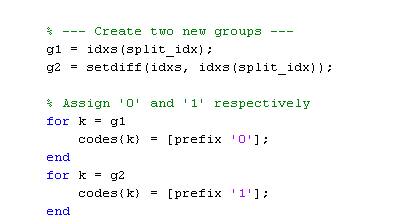 % --- Create two new groups ---
g1 = idxs(split_idx);
g2 = setdiff(idxs, idxs(split_idx));
% Assign '0' and '1' respectively
for k = g1
codes{k} = [prefix '0'];
end
for k = g2
codes{k} = [prefix '1'];
end